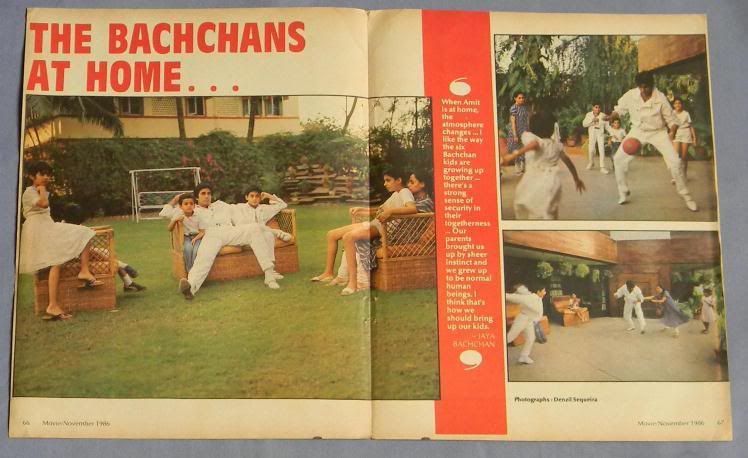 THE BACHCHANS
AT HOME...
When Amit
is at home,
the
atmosphere
changes ... I
like the way
the six
Bachchan
kids are
growing up
together —
there's a
strong
sense of
security in
their
togetherness
... Our
parents
brought us
up by sheer
instinct and
we grew up
to be normal
human
beings. I
think that's
how we
should bring
up our kids.
— JAYA
BACHCHAN
Photographs : Denzil Sequeira
66 Movie/November 1986
Movie/November 1986 67